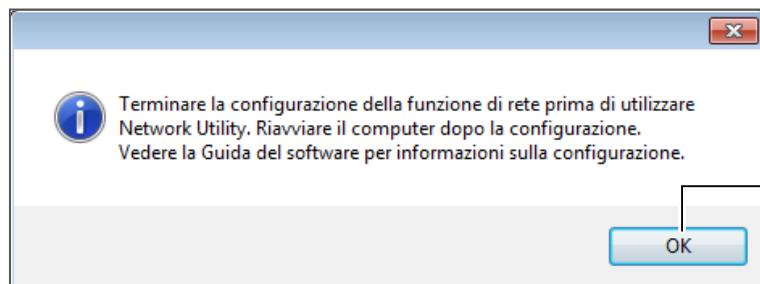 Terminare la configurazione della funzione di rete prima di utilizzare
Network Utility. Riavviare il computer dopo la configurazione.
Vedere la Guida del software per informazioni sulla configurazione.
OK